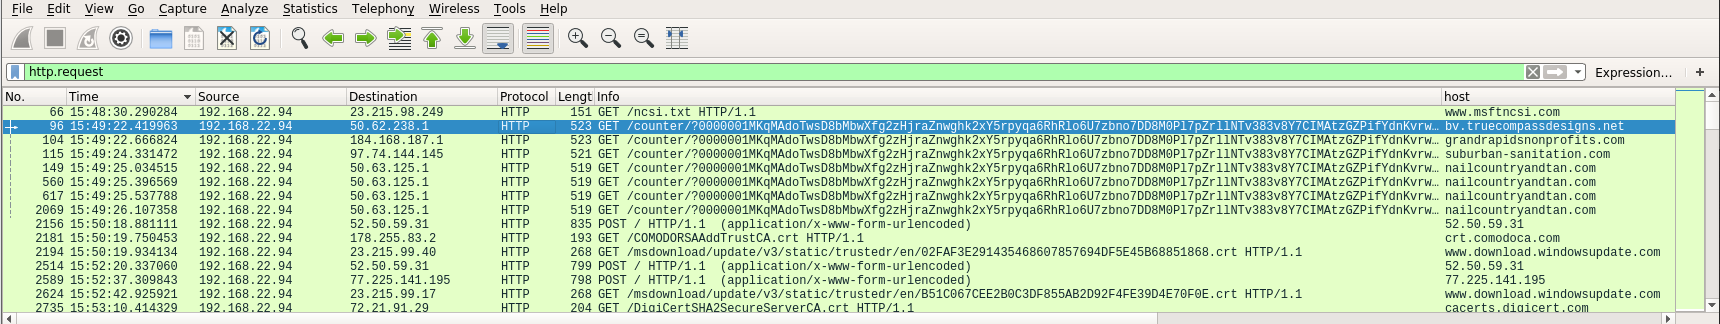 File Edit View Go Capture Analyze Statistics Telephony Wireless Tools Help
http.request Expression... +
No. Time Source Destination Protocol Lengt Info host
66 15:48:30.290284 192.168.22.94 23.215.98.249 HTTP 151 GET /ncsi.txt HTTP/1.1 www.msftncsi.com
96 15:49:22.419963 192.168.22.94 50.62.238.1 HTTP 523 GET /counter/?0000001MKqMAdoTwsD8bMbwXfg2zHjraZnwghk2xY5rpyqa6RhRlo6U7zbno7DD8M0Pl7pZrllNTv383v8Y7CIMAtzGZPifYdnKvrw… bv.truecompassdesigns.net
104 15:49:22.666824 192.168.22.94 184.168.187.1 HTTP 523 GET /counter/?0000001MKqMAdoTwsD8bMbwXfg2zHjraZnwghk2xY5rpyqa6RhRlo6U7zbno7DD8M0Pl7pZrllNTv383v8Y7CIMAtzGZPifYdnKvrw… grandrapidsnonprofits.com
115 15:49:24.331472 192.168.22.94 97.74.144.145 HTTP 521 GET /counter/?0000001MKqMAdoTwsD8bMbwXfg2zHjraZnwghk2xY5rpyqa6RhRlo6U7zbno7DD8M0Pl7pZrllNTv383v8Y7CIMAtzGZPifYdnKvrw… suburban-sanitation.com
149 15:49:25.034515 192.168.22.94 50.63.125.1 HTTP 519 GET /counter/?0000001MKqMAdoTwsD8bMbwXfg2zHjraZnwghk2xY5rpyqa6RhRlo6U7zbno7DD8M0Pl7pZrllNTv383v8Y7CIMAtzGZPifYdnKvrw… nailcountryandtan.com
560 15:49:25.396569 192.168.22.94 50.63.125.1 HTTP 519 GET /counter/?0000001MKqMAdoTwsD8bMbwXfg2zHjraZnwghk2xY5rpyqa6RhRlo6U7zbno7DD8M0Pl7pZrllNTv383v8Y7CIMAtzGZPifYdnKvrw… nailcountryandtan.com
617 15:49:25.537788 192.168.22.94 50.63.125.1 HTTP 519 GET /counter/?0000001MKqMAdoTwsD8bMbwXfg2zHjraZnwghk2xY5rpyqa6RhRlo6U7zbno7DD8M0Pl7pZrllNTv383v8Y7CIMAtzGZPifYdnKvrw… nailcountryandtan.com
2069 15:49:26.107358 192.168.22.94 50.63.125.1 HTTP 519 GET /counter/?0000001MKqMAdoTwsD8bMbwXfg2zHjraZnwghk2xY5rpyqa6RhRlo6U7zbno7DD8M0Pl7pZrllNTv383v8Y7CIMAtzGZPifYdnKvrw… nailcountryandtan.com
2156 15:50:18.881111 192.168.22.94 52.50.59.31 HTTP 835 POST / HTTP/1.1 (application/x-www-form-urlencoded) 52.50.59.31
2181 15:50:19.750453 192.168.22.94 178.255.83.2 HTTP 193 GET /COMODORSAAddTrustCA.crt HTTP/1.1 crt.comodoca.com
2194 15:50:19.934134 192.168.22.94 23.215.99.40 HTTP 268 GET /msdownload/update/v3/static/trustedr/en/02FAF3E291435468607857694DF5E45B68851868.crt HTTP/1.1 www.download.windowsupdate.com
2514 15:52:20.337060 192.168.22.94 52.50.59.31 HTTP 799 POST / HTTP/1.1 (application/x-www-form-urlencoded) 52.50.59.31
2589 15:52:37.309843 192.168.22.94 77.225.141.195 HTTP 798 POST / HTTP/1.1 (application/x-www-form-urlencoded) 77.225.141.195
2624 15:52:42.925921 192.168.22.94 23.215.99.17 HTTP 268 GET /msdownload/update/v3/static/trustedr/en/B51C067CEE2B0C3DF855AB2D92F4FE39D4E70F0E.crt HTTP/1.1 www.download.windowsupdate.com
2735 15:53:10.414329 192.168.22.94 72.21.91.29 HTTP 204 GET /DigiCertSHA2SecureServerCA.crt HTTP/1.1 cacerts.digicert.com